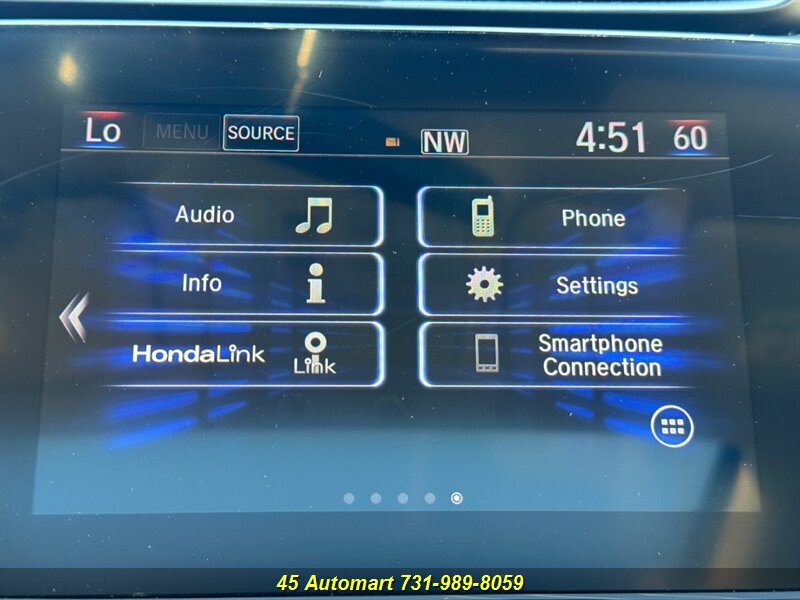 Lo MENU SOURCE NW 4:51 60
Audio
Phone
Info
Settings
HondaLink
Link
Smartphone
Connection
45 Automart 731-989-8059